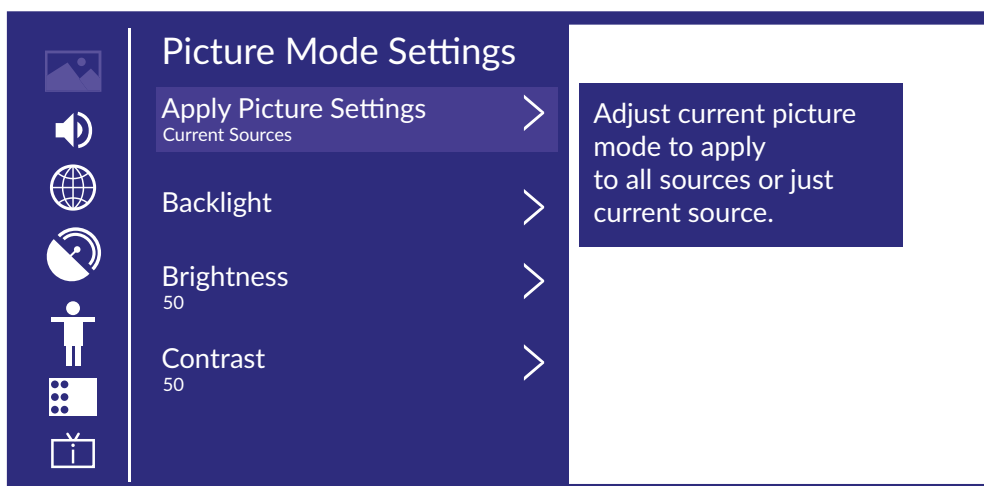 Picture Mode Settings
Apply Picture Settings
Current Sources
Backlight
Brightness
50
Contrast
50
Adjust current picture
mode to apply
to all sources or just
current source.